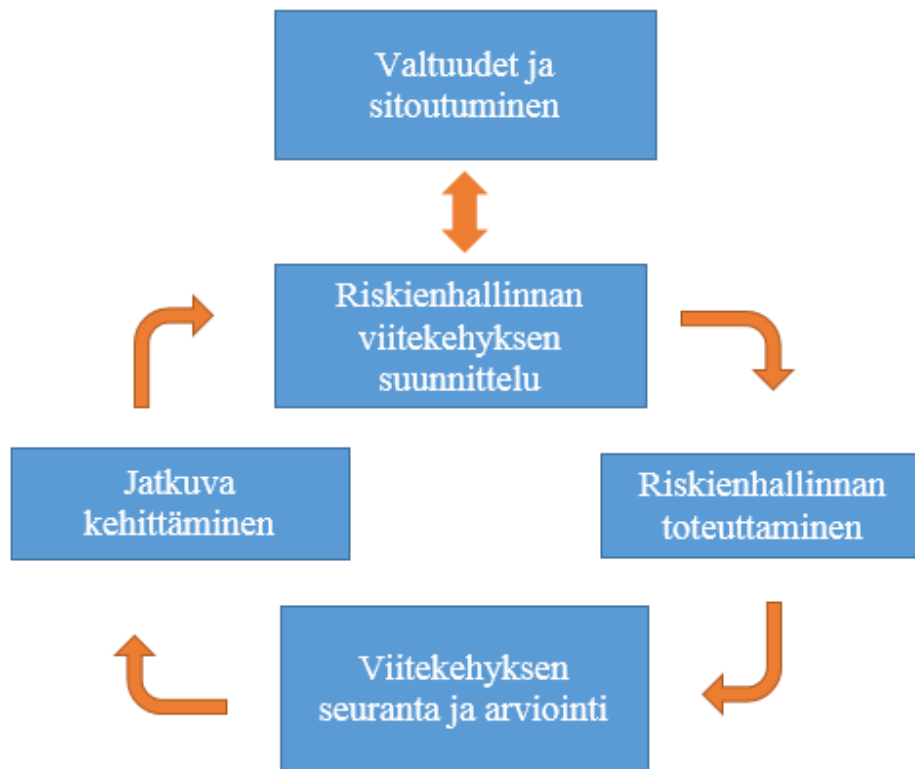 Valtuudet ja
sitoutuminen
Riskienhallinnan
viitekehyksen
suunnittelu
Jatkuva
kehittäminen
Riskienhallinnan
toteuttaminen
Viitekehyksen
seuranta ja arviointi